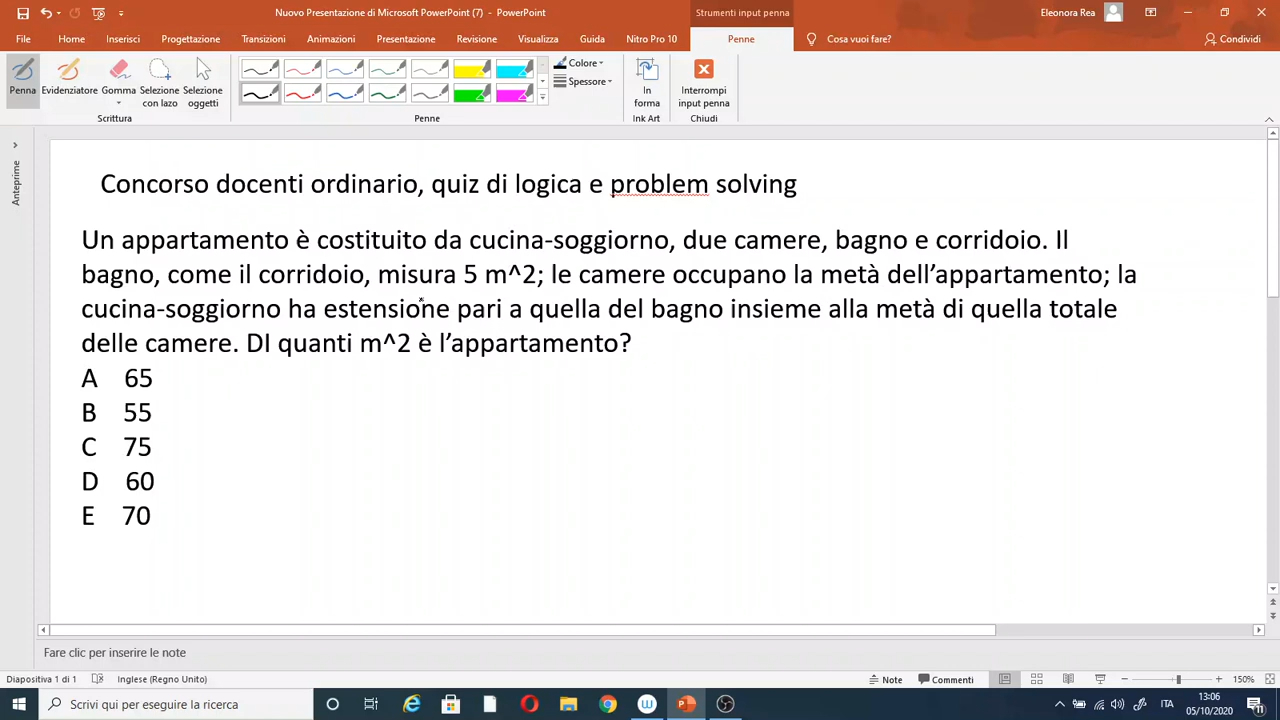 Nuovo Presentazione di Microsoft PowerPoint (7) - PowerPoint
Strumenti input penna
Eleonora Rea
File Home Inserisci Progettazione Transizioni Animazioni Presentazione Revisione Visualizza Guida Nitro Pro 10 Penne Cosa vuoi fare? Condividi
Penna Evidenziatore Gomma Selezione con lazo Selezione oggetti
Colore
Spessore
In forma
Interrompi input penna
Scrittura Penne Ink Art Chiudi
Anteprime
Concorso docenti ordinario, quiz di logica e problem solving
Un appartamento è costituito da cucina-soggiorno, due camere, bagno e corridoio. Il
bagno, come il corridoio, misura 5 m^2; le camere occupano la metà dell'appartamento; la
cucina-soggiorno ha estensione pari a quella del bagno insieme alla metà di quella totale
delle camere. DI quanti m^2 è l'appartamento?
A 65
B 55
C 75
D 60
E 70
Fare clic per inserire le note
Diapositiva 1 di 1 Inglese (Regno Unito) Note Commenti 150%
Scrivi qui per eseguire la ricerca
ITA
13:06
05/10/2020